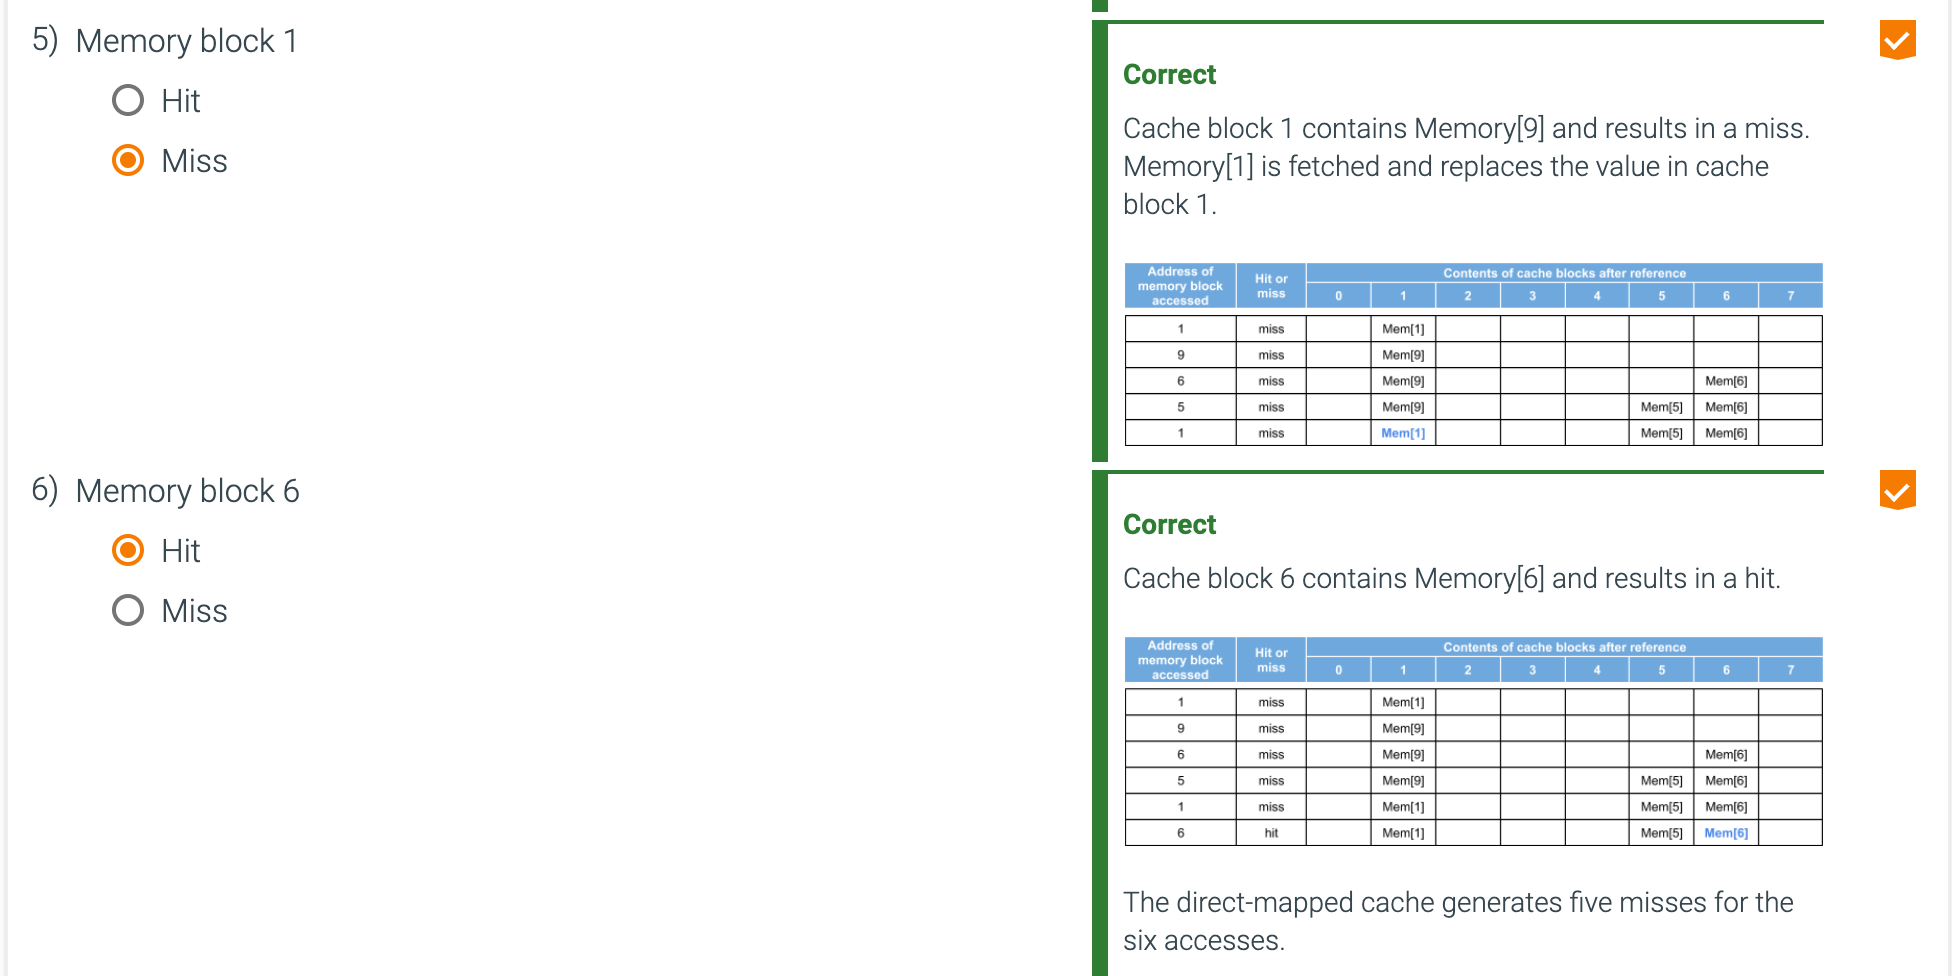 5) Memory block 1
Hit
Miss
Correct
Cache block 1 contains Memory[9] and results in a miss.
Memory[1] is fetched and replaces the value in cache
block 1.
Address of memory block accessed Hit or miss Contents of cache blocks after reference
0 1 2 3 4 5 6 7
1 miss Mem[1]
9 miss Mem[9]
6 miss Mem[9] Mem[6]
5 miss Mem[9] Mem[5] Mem[6]
1 miss Mem[1] Mem[5] Mem[6]
6) Memory block 6
Hit
Miss
Correct
Cache block 6 contains Memory[6] and results in a hit.
Address of memory block accessed Hit or miss Contents of cache blocks after reference
0 1 2 3 4 5 6 7
1 miss Mem[1]
9 miss Mem[9]
6 miss Mem[9] Mem[6]
5 miss Mem[9] Mem[5] Mem[6]
1 miss Mem[1] Mem[5] Mem[6]
6 hit Mem[1] Mem[5] Mem[6]
The direct-mapped cache generates five misses for the
six accesses.